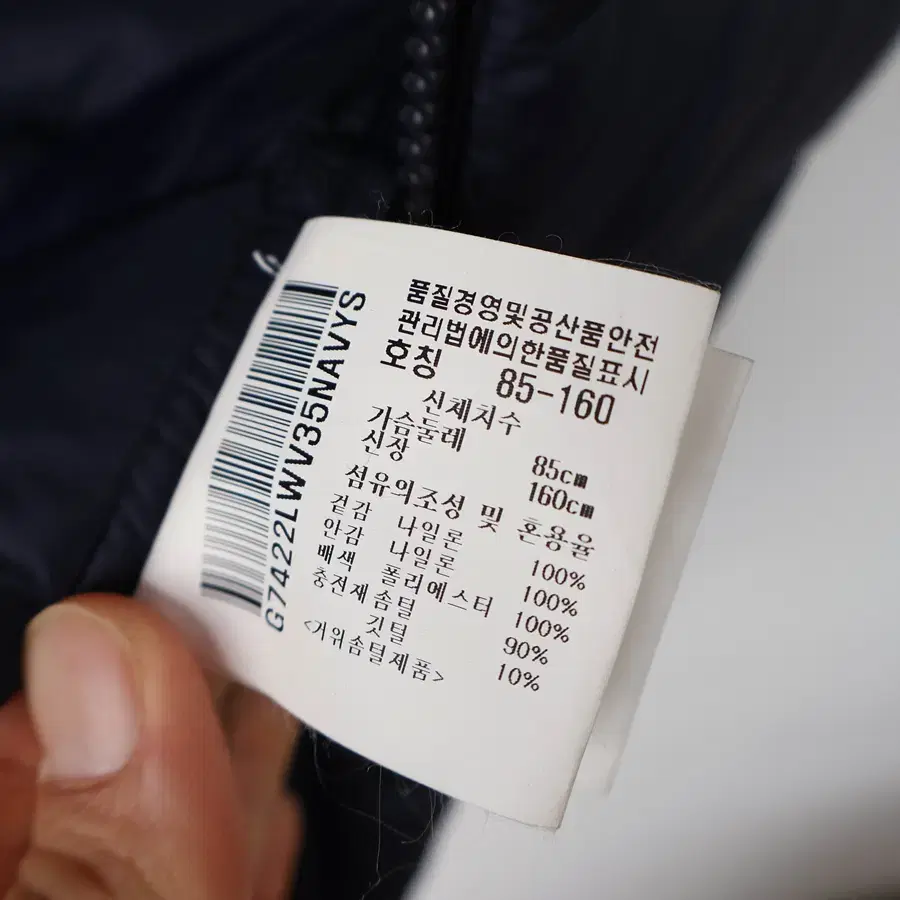 G7422LWV35NAVYS
품질경영및공산품안전
관리법에의한품질표시
호칭 85-160
신체치수
가슴둘레 85cm
신장 160cm
섬유의조성 및 혼용율
겉감 나일론 100%
안감 나일론 100%
배색 폴리에스터 100%
충전재 솜털 90%
깃털 10%
<거위솜털제품>